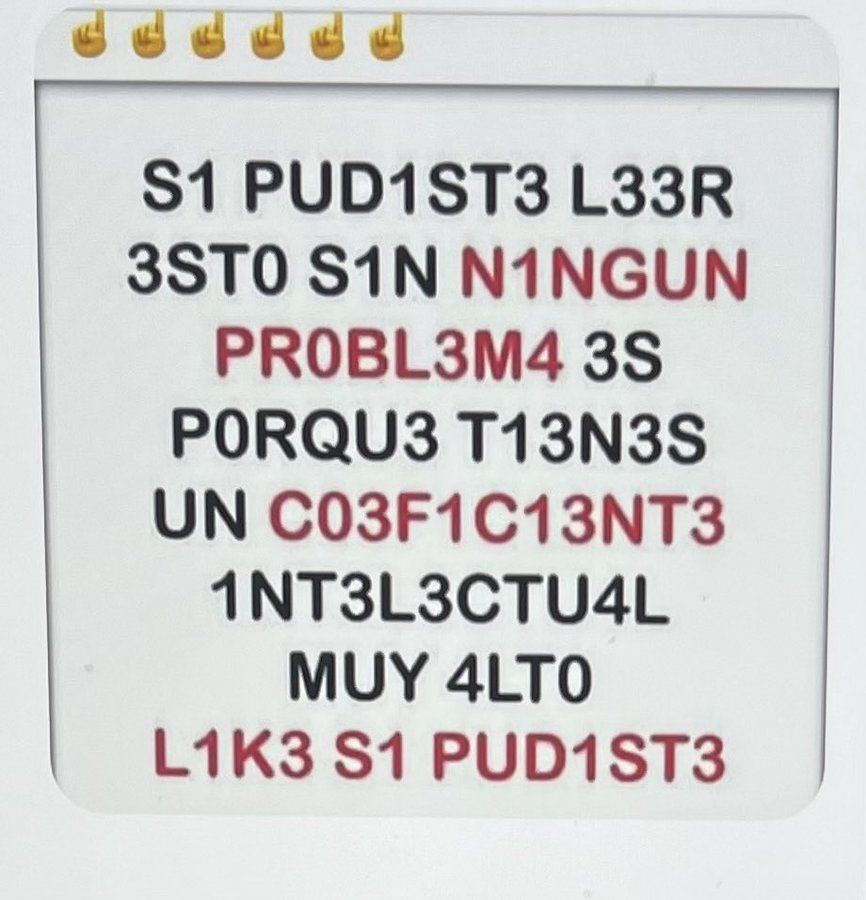 S1 PUD1ST3 L33R
3ST0 S1N N1NGUN
PR0BL3M4 3S
P0RQU3 T13N3S
UN C03F1C13NT3
1NT3L3CTU4L
MUY 4LT0
L1K3 S1 PUD1ST3